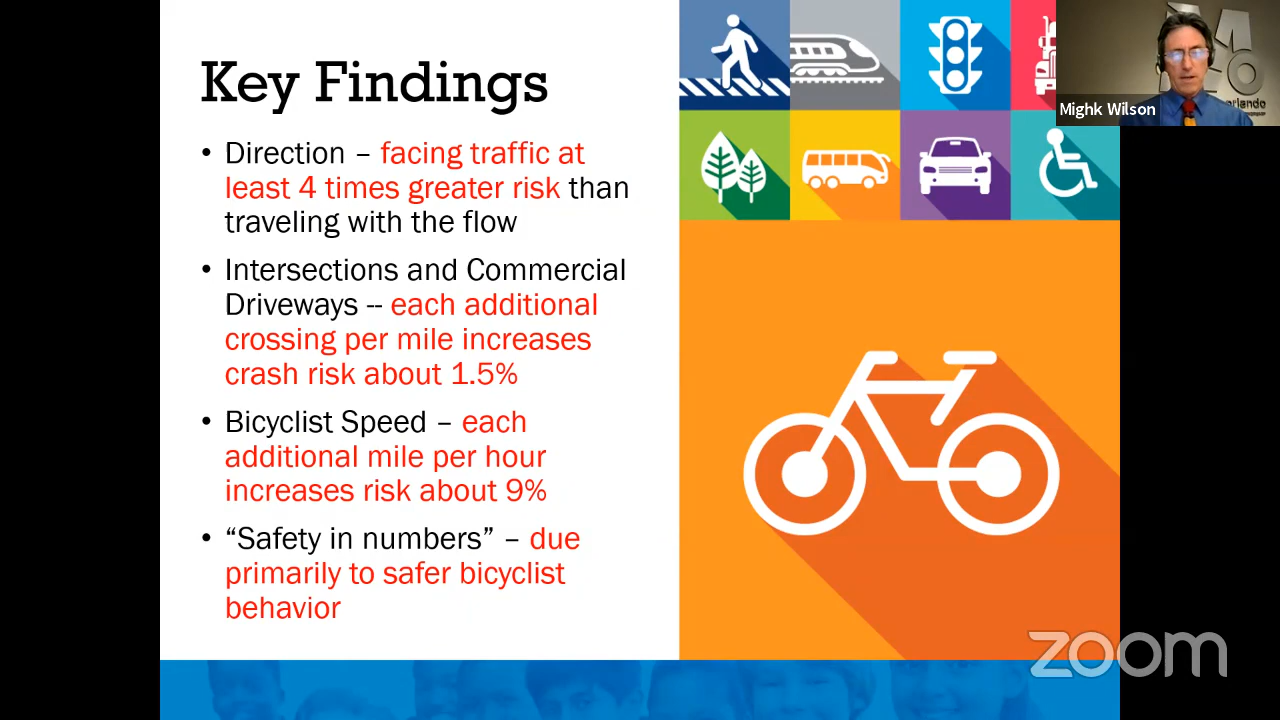 Key Findings
• Direction – facing traffic at
least 4 times greater risk than
traveling with the flow
• Intersections and Commercial
Driveways -- each additional
crossing per mile increases
crash risk about 1.5%
• Bicyclist Speed – each
additional mile per hour
increases risk about 9%
• “Safety in numbers” – due
primarily to safer bicyclist
behavior
Mighk Wilson
zoom